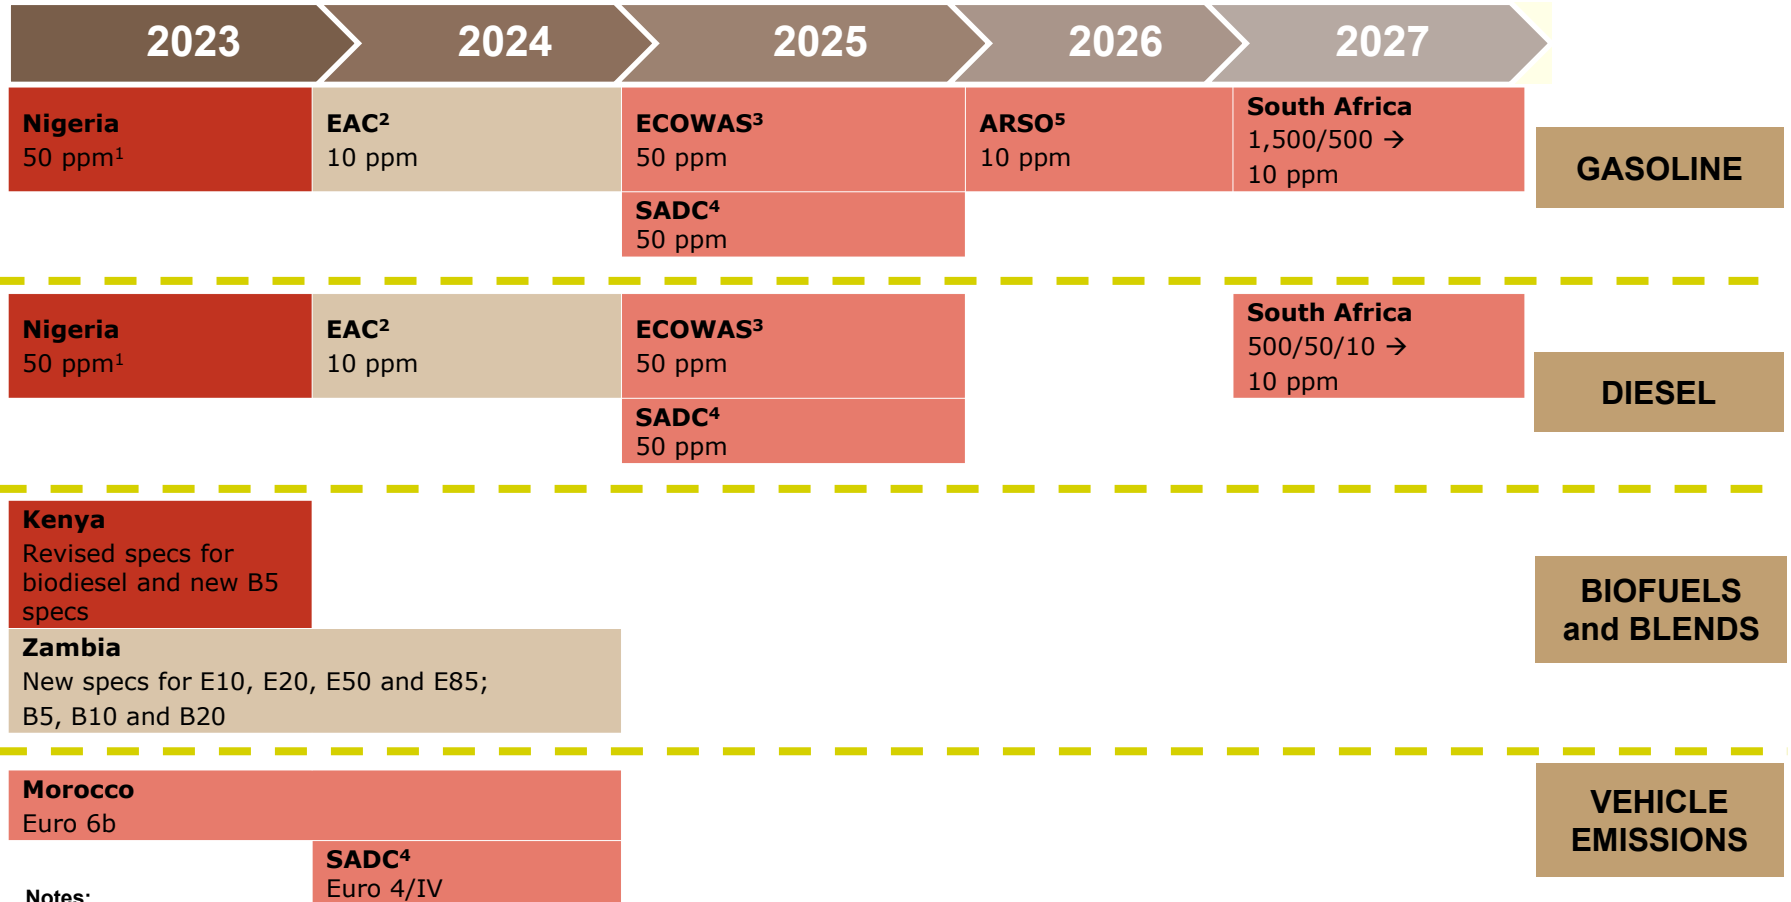 2023 2024 2025 2026 2027
Nigeria
50 ppm¹
EAC²
10 ppm
ECOWAS³
50 ppm
SADC⁴
50 ppm
ARSO⁵
10 ppm
South Africa
1,500/500 →
10 ppm
GASOLINE
Nigeria
50 ppm¹
EAC²
10 ppm
ECOWAS³
50 ppm
SADC⁴
50 ppm
South Africa
500/50/10 →
10 ppm
DIESEL
Kenya
Revised specs for
biodiesel and new B5
specs
Zambia
New specs for E10, E20, E50 and E85;
B5, B10 and B20
BIOFUELS
and BLENDS
Morocco
Euro 6b
SADC⁴
Euro 4/IV
VEHICLE
EMISSIONS
Notes: